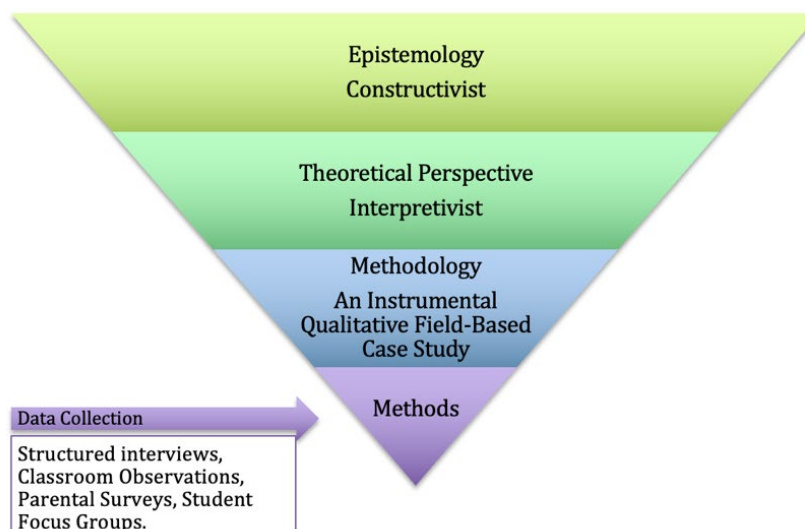 Epistemology
Constructivist
Theoretical Perspective
Interpretivist
Methodology
An Instrumental
Qualitative Field-Based
Case Study
Methods
Data Collection
Structured interviews,
Classroom Observations,
Parental Surveys, Student
Focus Groups.